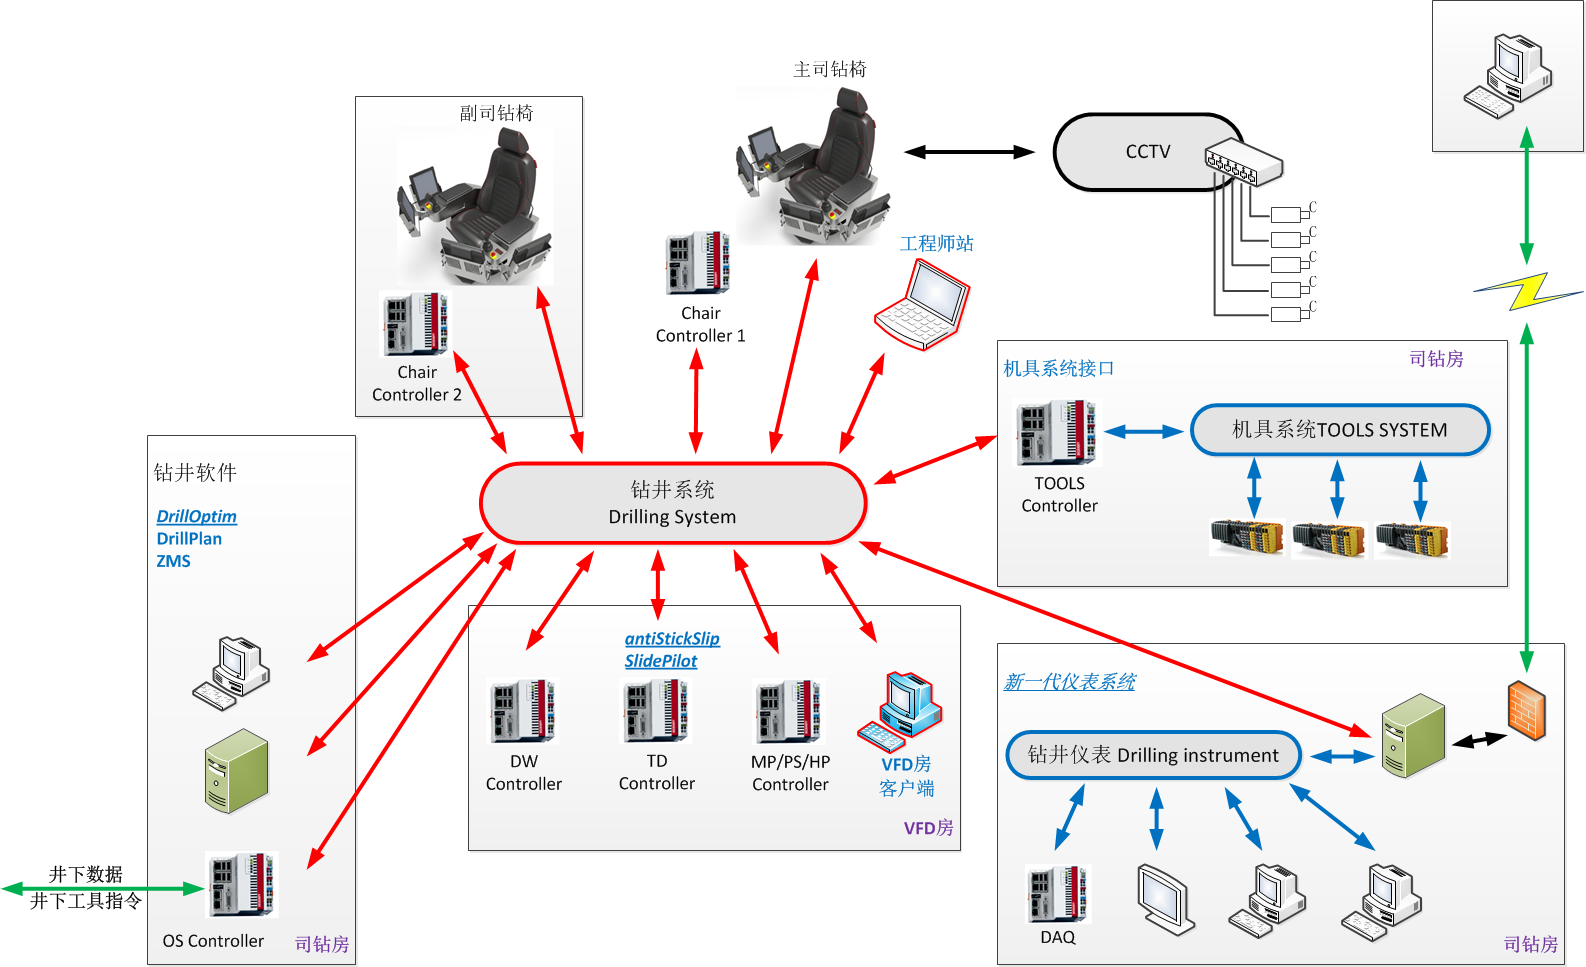 主司钻椅
副司钻椅
CCTV
工程师站
C
C
C
C
C
Chair
Controller 1
Chair
Controller 2
机具系统接口
司钻房
机具系统TOOLS SYSTEM
TOOLS
Controller
钻井软件
DrillOptim
DrillPlan
ZMS
钻井系统
Drilling System
antiStickSlip
SlidePilot
DW
Controller
TD
Controller
MP/PS/HP
Controller
VFD房
客户端
VFD房
新一代仪表系统
钻井仪表 Drilling instrument
DAQ
司钻房
井下数据
井下工具指令
OS Controller
司钻房